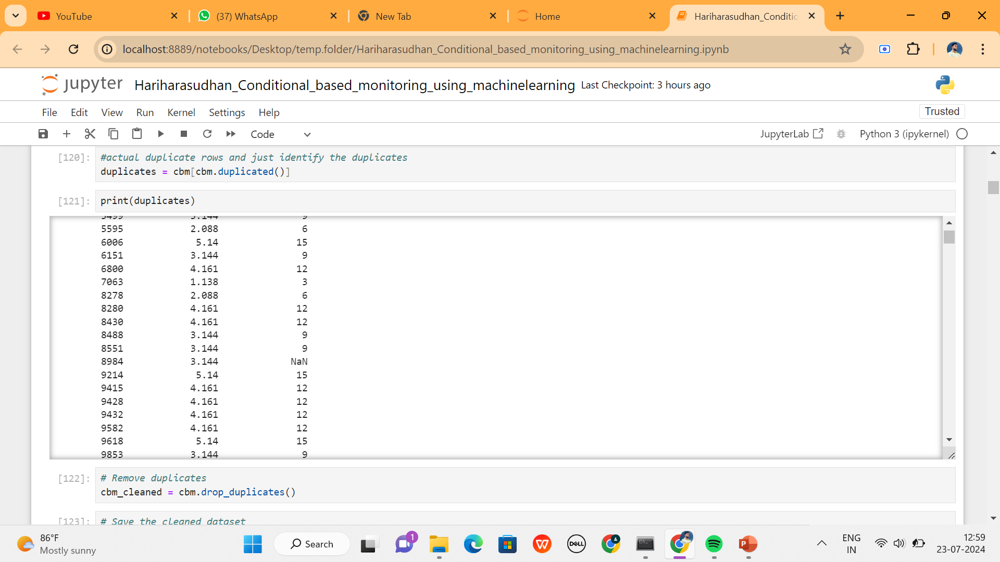 YouTube
(37) WhatsApp
New Tab
Home
Hariharasudhan_Conditio
localhost:8889/notebooks/Desktop/temp.folder/Hariharasudhan_Conditional_based_monitoring_using_machinelearning.ipynb
jupyter Hariharasudhan_Conditional_based_monitoring_using_machinelearning Last Checkpoint: 3 hours ago
File Edit View Run Kernel Settings Help
Trusted
Code
JupyterLab
Python 3 (ipykernel)
[120]: #actual duplicate rows and just identify the duplicates
duplicates = cbm[cbm.duplicated()]
[121]: print(duplicates)
5499 3.144 9
5595 2.088 6
6006 5.14 15
6151 3.144 9
6800 4.161 12
7063 1.138 3
8278 2.088 6
8280 4.161 12
8430 4.161 12
8488 3.144 9
8551 3.144 9
8984 3.144 NaN
9214 5.14 15
9415 4.161 12
9428 4.161 12
9432 4.161 12
9582 4.161 12
9618 5.14 15
9853 3.144 9
[122]: # Remove duplicates
cbm_cleaned = cbm.drop_duplicates()
[123]: # Save the cleaned dataset
86°F
Mostly sunny
Search
1
W
DELL
C:\.
P
ENG
IN
12:59
23-07-2024